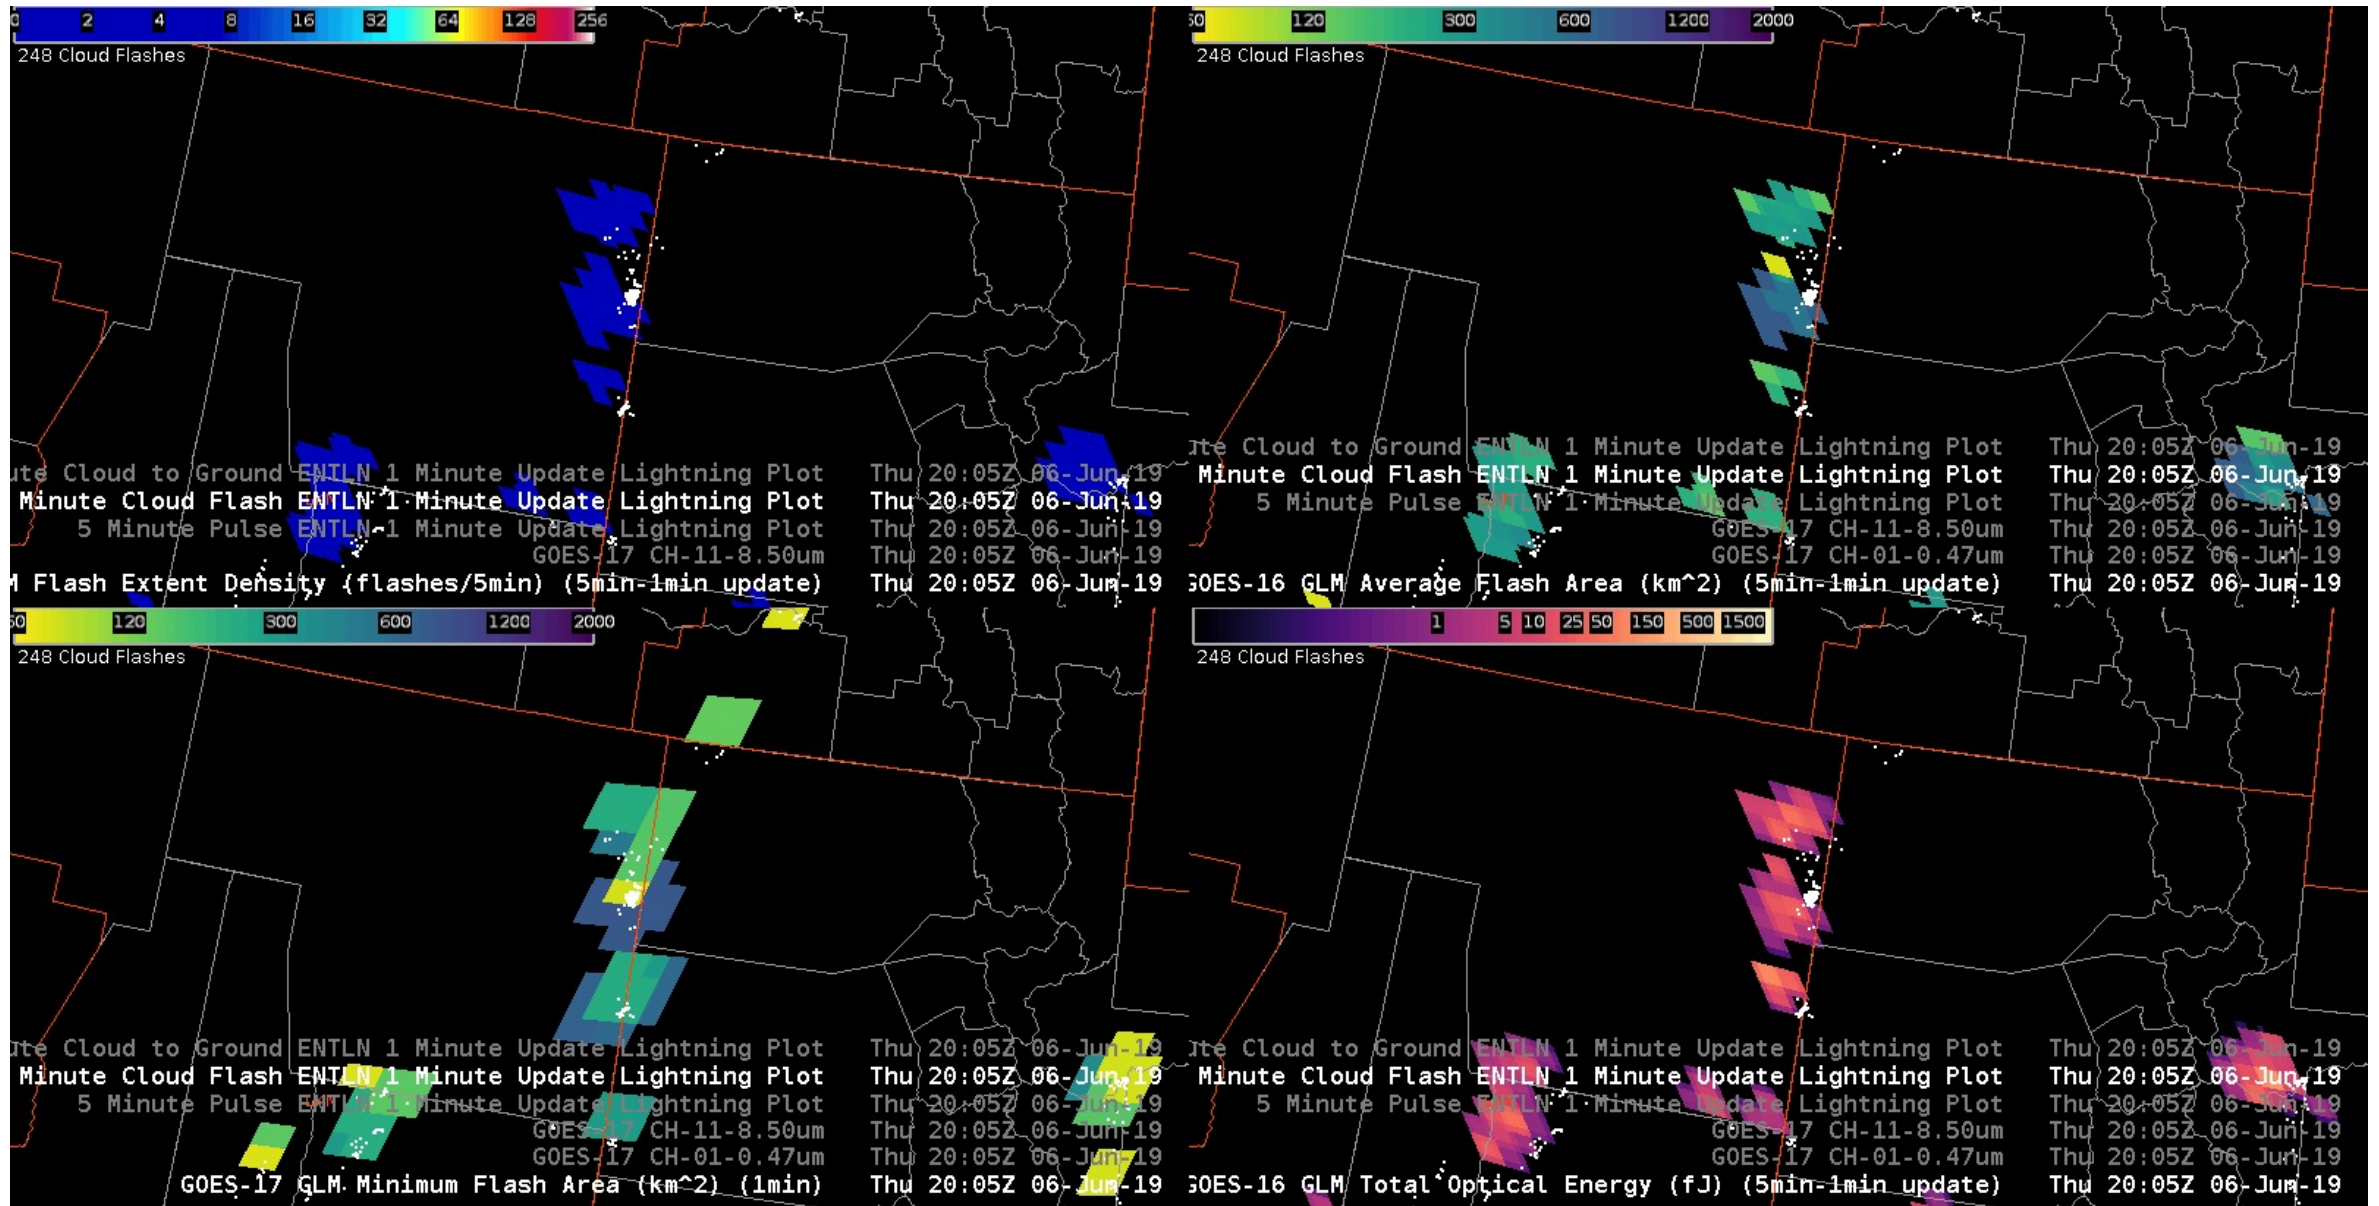 0 2 4 8 16 32 64 128 256
248 Cloud Flashes
ute Cloud to Ground ENTLN 1 Minute Update Lightning Plot Thu 20:05Z 06-Jun-19
Minute Cloud Flash ENTLN 1 Minute Update Lightning Plot Thu 20:05Z 06-Jun-19
5 Minute Pulse ENTLN 1 Minute Update Lightning Plot Thu 20:05Z 06-Jun-19
GOES-17 CH-11-8.50um Thu 20:05Z 06-Jun-19
GOES-17 CH-01-0.47um Thu 20:05Z 06-Jun-19
M Flash Extent Density (flashes/5min) (5min-1min update) Thu 20:05Z 06-Jun-19
60 120 300 600 1200 2000
248 Cloud Flashes
ute Cloud to Ground ENTLN 1 Minute Update Lightning Plot Thu 20:05Z 06-Jun-19
Minute Cloud Flash ENTLN 1 Minute Update Lightning Plot Thu 20:05Z 06-Jun-19
5 Minute Pulse ENTLN 1 Minute Update Lightning Plot Thu 20:05Z 06-Jun-19
GOES-17 CH-11-8.50um Thu 20:05Z 06-Jun-19
GOES-17 CH-01-0.47um Thu 20:05Z 06-Jun-19
GOES-16 GLM Average Flash Area (km^2) (5min-1min update) Thu 20:05Z 06-Jun-19
60 120 300 600 1200 2000
248 Cloud Flashes
ute Cloud to Ground ENTLN 1 Minute Update Lightning Plot Thu 20:05Z 06-Jun-19
Minute Cloud Flash ENTLN 1 Minute Update Lightning Plot Thu 20:05Z 06-Jun-19
5 Minute Pulse ENTLN 1 Minute Update Lightning Plot Thu 20:05Z 06-Jun-19
GOES-17 CH-11-8.50um Thu 20:05Z 06-Jun-19
GOES-17 CH-01-0.47um Thu 20:05Z 06-Jun-19
GOES-17 GLM Minimum Flash Area (km^2) (1min) Thu 20:05Z 06-Jun-19
1 5 10 25 50 150 500 1500
248 Cloud Flashes
ute Cloud to Ground ENTLN 1 Minute Update Lightning Plot Thu 20:05Z 06-Jun-19
Minute Cloud Flash ENTLN 1 Minute Update Lightning Plot Thu 20:05Z 06-Jun-19
5 Minute Pulse ENTLN 1 Minute Update Lightning Plot Thu 20:05Z 06-Jun-19
GOES-17 CH-11-8.50um Thu 20:05Z 06-Jun-19
GOES-17 CH-01-0.47um Thu 20:05Z 06-Jun-19
GOES-16 GLM Total Optical Energy (fJ) (5min-1min update) Thu 20:05Z 06-Jun-19